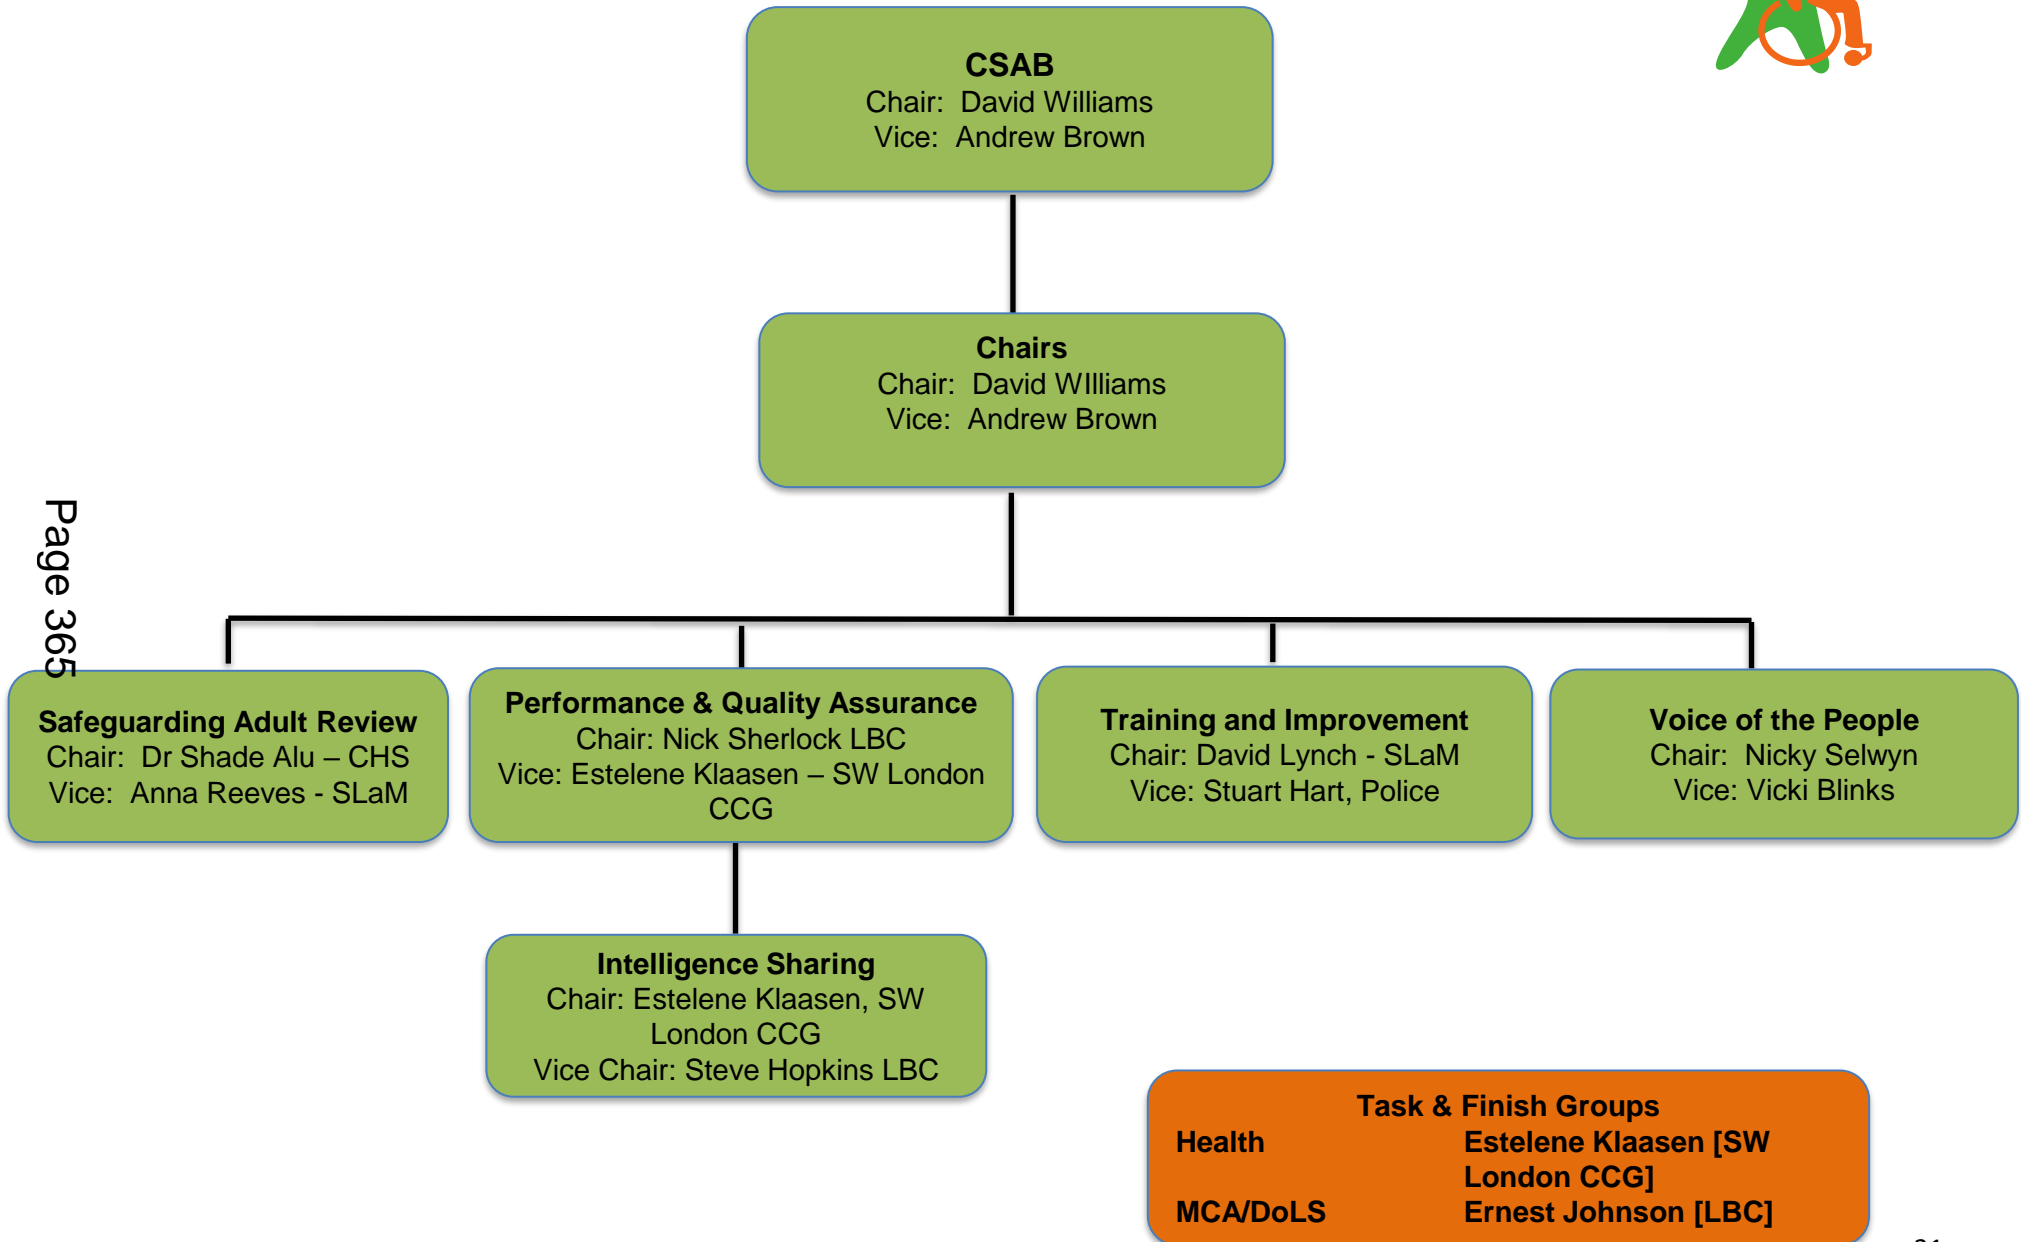 CSAB
Chair: David Williams
Vice: Andrew Brown
Chairs
Chair: David WIlliams
Vice: Andrew Brown
Page 365
Safeguarding Adult Review
Chair: Dr Shade Alu – CHS
Vice: Anna Reeves - SLaM
Performance & Quality Assurance
Chair: Nick Sherlock LBC
Vice: Estelene Klaasen – SW London
CCG
Training and Improvement
Chair: David Lynch - SLaM
Vice: Stuart Hart, Police
Voice of the People
Chair: Nicky Selwyn
Vice: Vicki Blinks
Intelligence Sharing
Chair: Estelene Klaasen, SW
London CCG
Vice Chair: Steve Hopkins LBC
Task & Finish Groups
Health Estelene Klaasen [SW
London CCG]
MCA/DoLS Ernest Johnson [LBC]